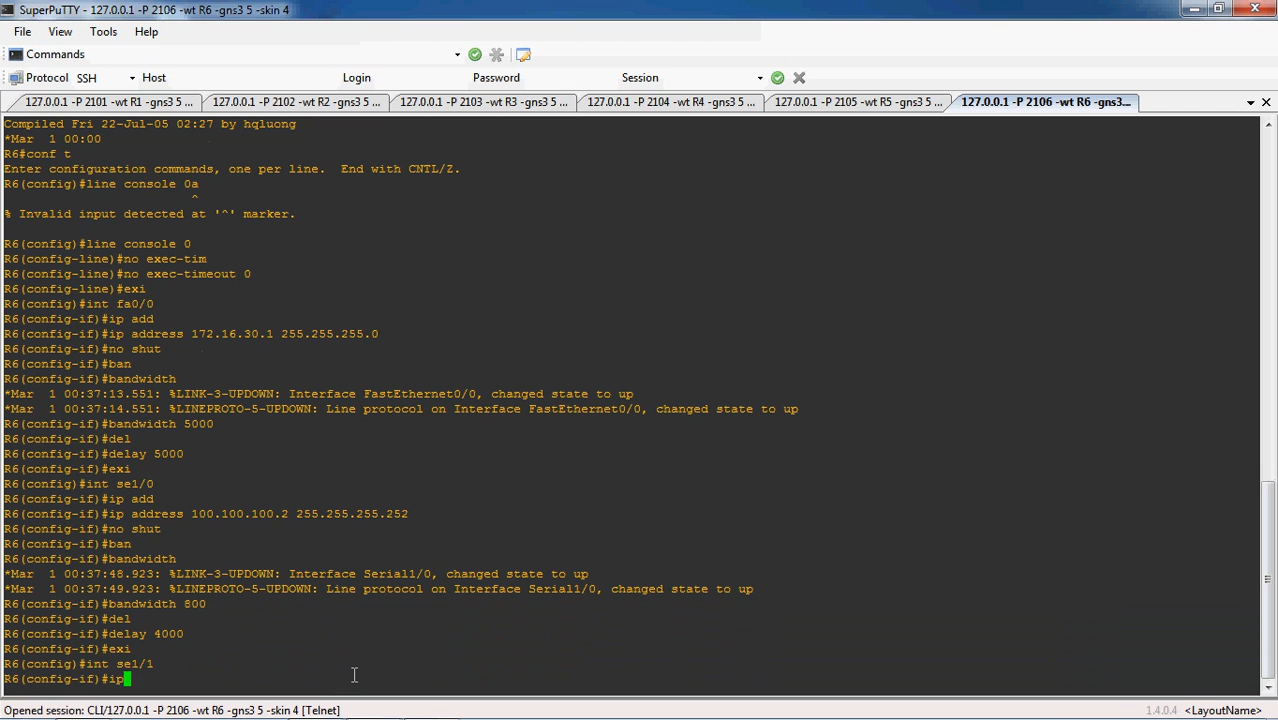 SuperPuTTY - 127.0.0.1 -P 2106 -wt R6 -gns3 5 -skin 4
File View Tools Help
Commands
Protocol SSH Host Login Password Session
127.0.0.1 -P 2101 -wt R1 -gns3 5 ... 127.0.0.1 -P 2102 -wt R2 -gns3 5 ... 127.0.0.1 -P 2103 -wt R3 -gns3 5 ... 127.0.0.1 -P 2104 -wt R4 -gns3 5 ... 127.0.0.1 -P 2105 -wt R5 -gns3 5 ... 127.0.0.1 -P 2106 -wt R6 -gns3...
Compiled Fri 22-Jul-05 02:27 by hqluong
*Mar  1 00:00
R6#conf t
Enter configuration commands, one per line.  End with CNTL/Z.
R6(config)#line console 0a
^
% Invalid input detected at '^' marker.
R6(config)#line console 0
R6(config-line)#no exec-tim
R6(config-line)#no exec-timeout 0
R6(config-line)#exi
R6(config)#int fa0/0
R6(config-if)#ip add
R6(config-if)#ip address 172.16.30.1 255.255.255.0
R6(config-if)#no shut
R6(config-if)#ban
R6(config-if)#bandwidth
*Mar  1 00:37:13.551: %LINK-3-UPDOWN: Interface FastEthernet0/0, changed state to up
*Mar  1 00:37:14.551: %LINEPROTO-5-UPDOWN: Line protocol on Interface FastEthernet0/0, changed state to up
R6(config-if)#bandwidth 5000
R6(config-if)#del
R6(config-if)#delay 5000
R6(config-if)#exi
R6(config)#int se1/0
R6(config-if)#ip add
R6(config-if)#ip address 100.100.100.2 255.255.255.252
R6(config-if)#no shut
R6(config-if)#ban
R6(config-if)#bandwidth
*Mar  1 00:37:48.923: %LINK-3-UPDOWN: Interface Serial1/0, changed state to up
*Mar  1 00:37:49.923: %LINEPROTO-5-UPDOWN: Line protocol on Interface Serial1/0, changed state to up
R6(config-if)#bandwidth 800
R6(config-if)#del
R6(config-if)#delay 4000
R6(config-if)#exi
R6(config)#int se1/1
R6(config-if)#ip
Opened session: CLI/127.0.0.1 -P 2106 -wt R6 -gns3 5 -skin 4 [Telnet] 1.4.0.4 <LayoutName>